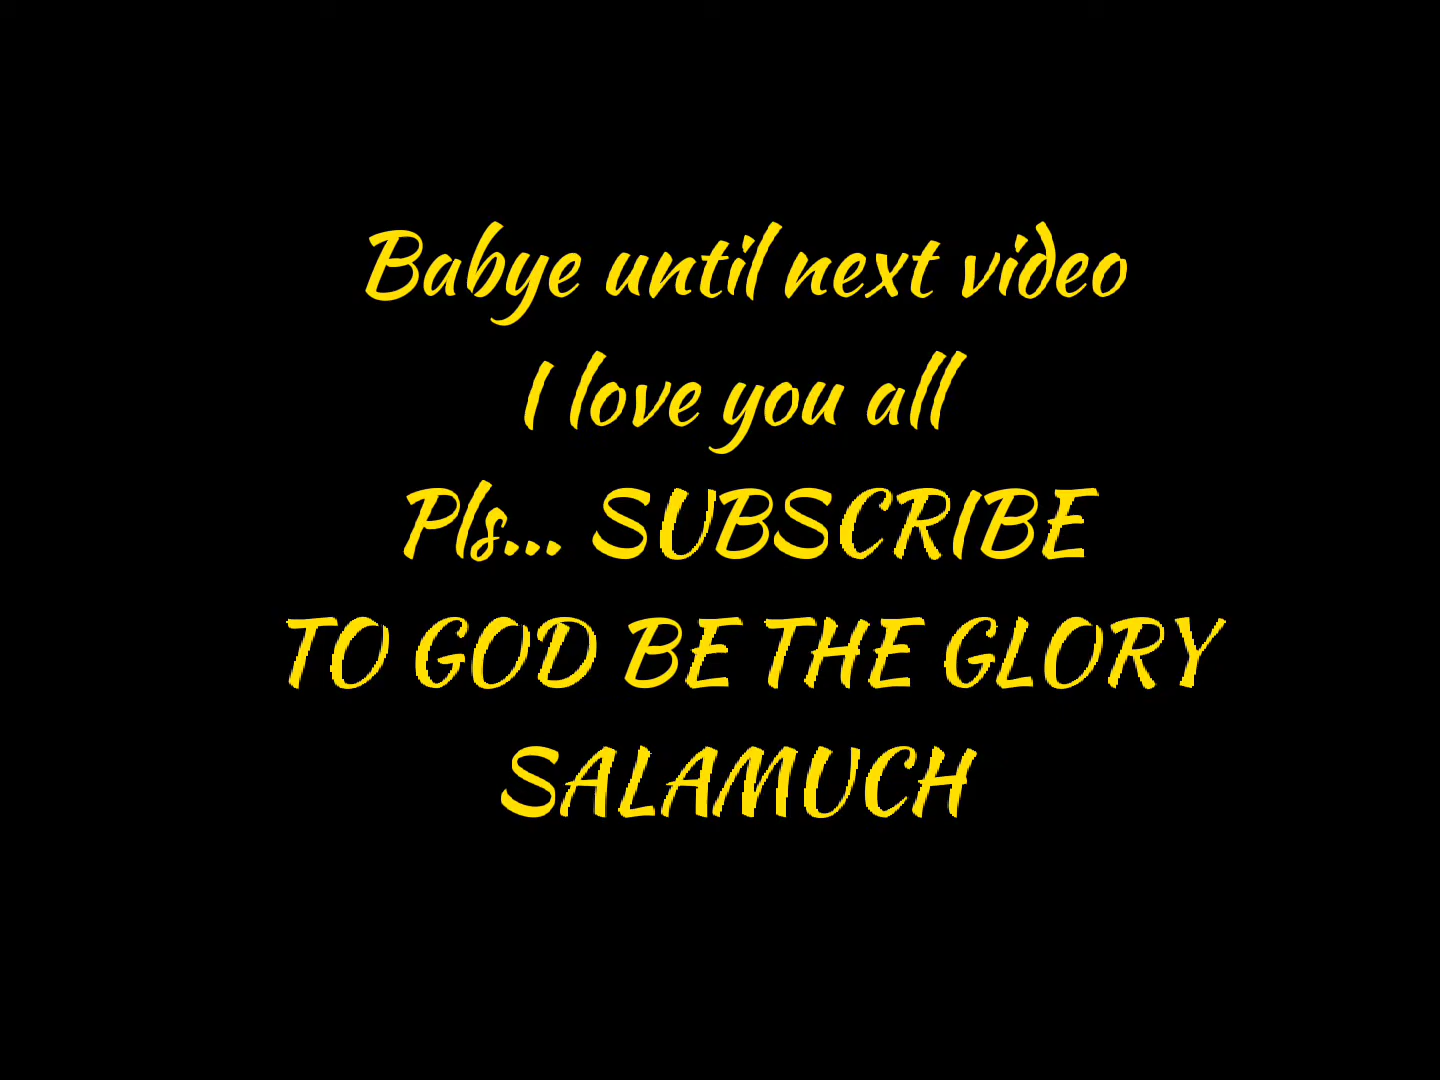 Babye until next video
I love you all
Pls... SUBSCRIBE
TO GOD BE THE GLORY
SALAMUCH